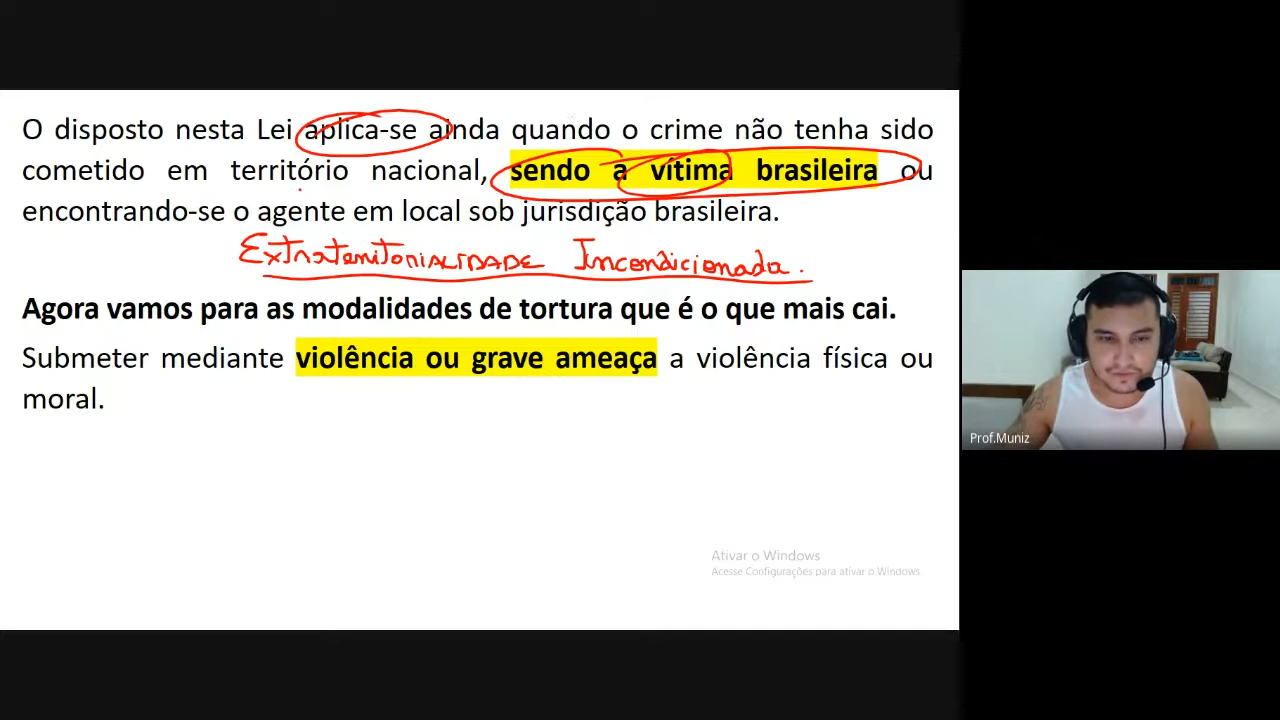 O disposto nesta Lei aplica-se ainda quando o crime não tenha sido
cometido em território nacional, sendo a vítima brasileira ou
encontrando-se o agente em local sob jurisdição brasileira.
Extraterritorialidade Incondicionada.
Agora vamos para as modalidades de tortura que é o que mais cai.
Submeter mediante violência ou grave ameaça a violência física ou
moral.
Prof.Muniz
Ativar o Windows
Acesse Configurações para ativar o Windows.